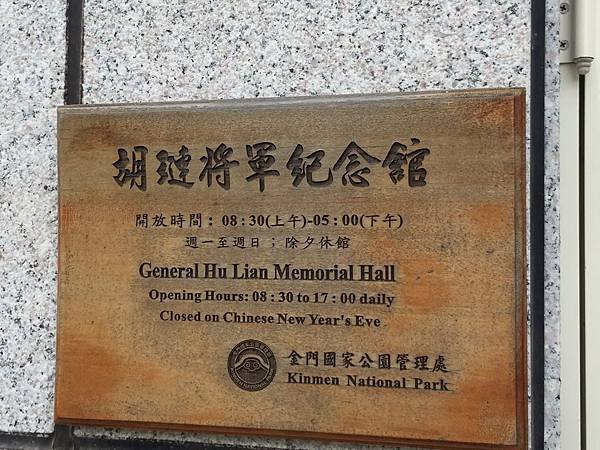 胡璉將軍紀念館
開放時間：08:30(上午)-05:00(下午)
週一至週日；除夕休館
General Hu Lian Memorial Hall
Opening Hours: 08 : 30 to 17 : 00 daily
Closed on Chinese New Year's Eve
金門國家公園管理處
Kinmen National Park